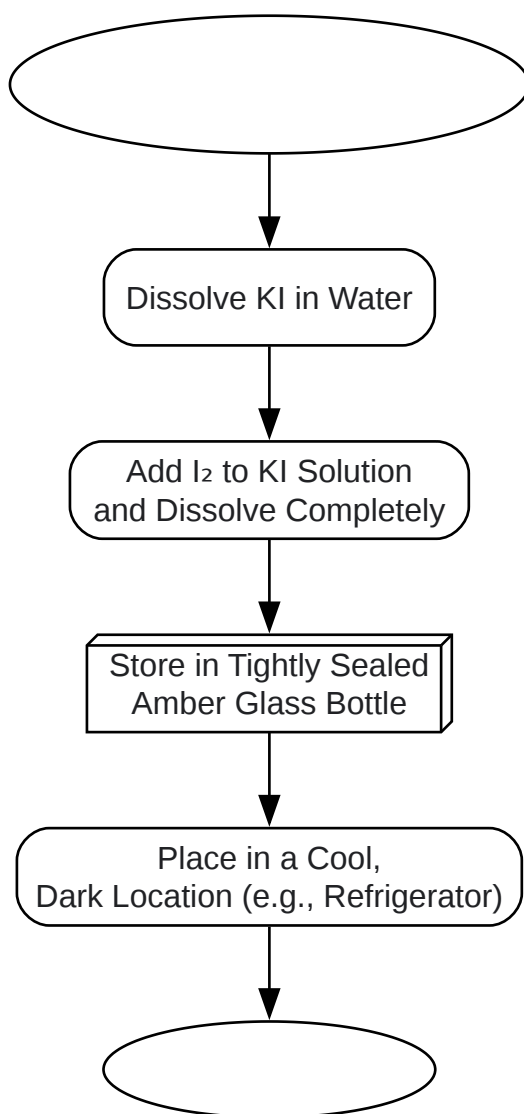 Dissolve KI in Water
Add I₂ to KI Solution
and Dissolve Completely
Store in Tightly Sealed
Amber Glass Bottle
Place in a Cool,
Dark Location (e.g., Refrigerator)